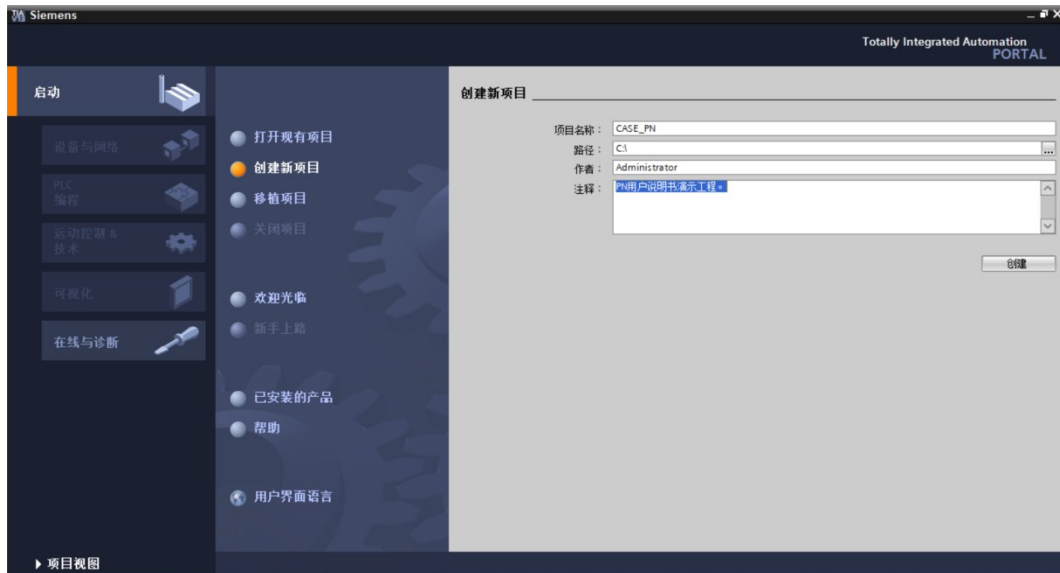 Siemens
Totally Integrated Automation
PORTAL
启动
设备与网络
PLC
编程
运动控制 &
技术
可视化
在线与诊断
项目视图
打开现有项目
创建新项目
移植项目
关闭项目
欢迎光临
新手上路
已安装的产品
帮助
用户界面语言
创建新项目
项目名称： CASE_PN
路径： C:\
...
作者： Administrator
注释： PN用户说明书演示工程。
创建